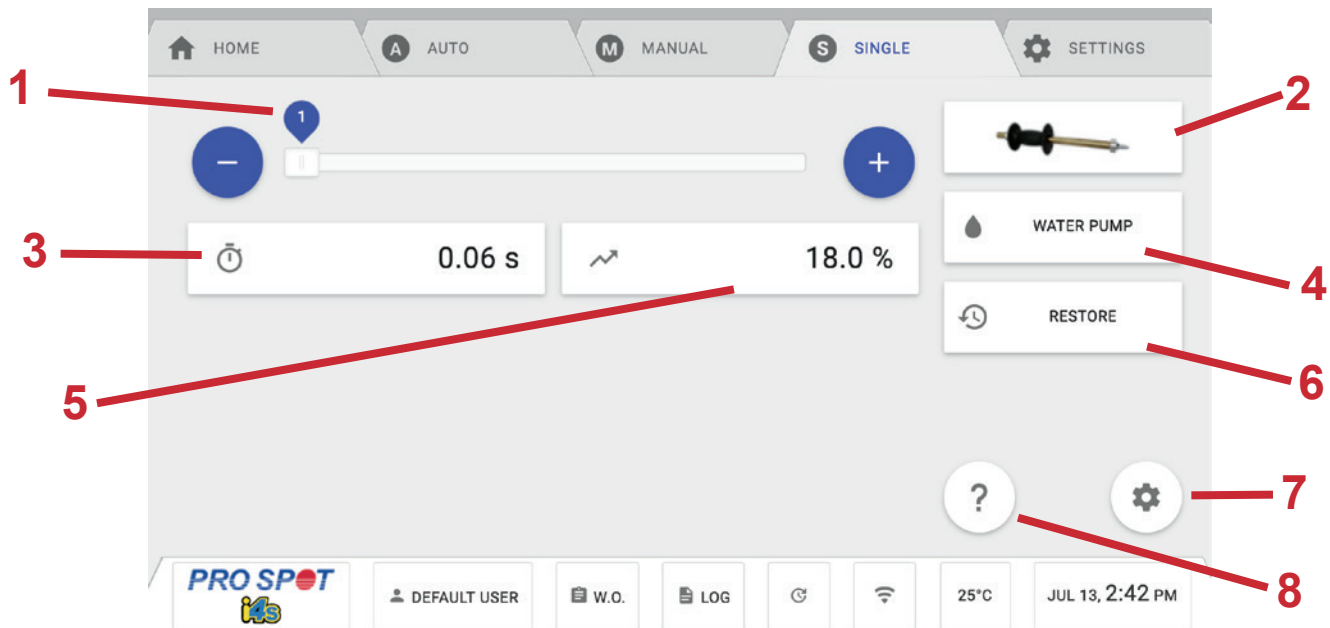 HOME
A AUTO
M MANUAL
S SINGLE
SETTINGS
1
1
2
−
+
3
0.06 s
18.0 %
WATER PUMP
4
RESTORE
5
6
?
7
8
PRO SPOT
i4s
DEFAULT USER
W.O.
LOG
25°C
JUL 13, 2:42 PM